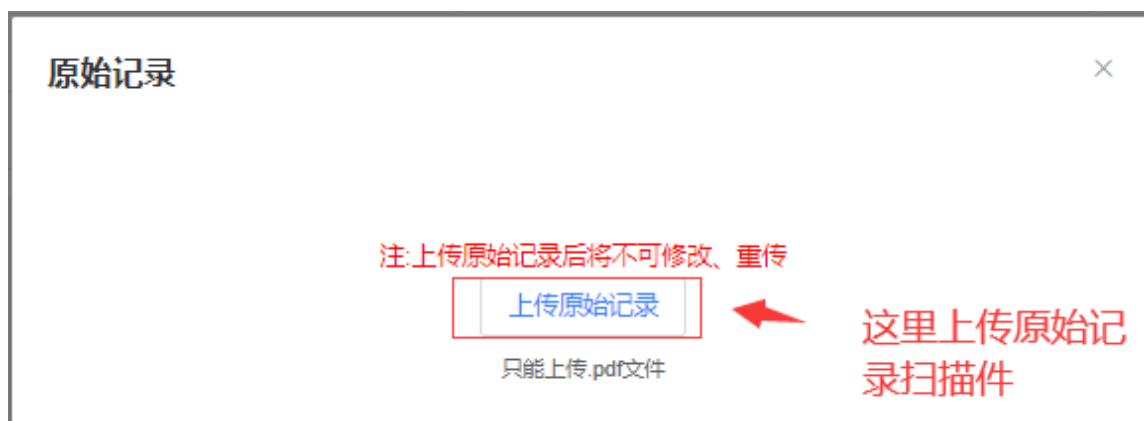 原始记录
注:上传原始记录后将不可修改、重传
上传原始记录
只能上传.pdf文件
这里上传原始记
录扫描件